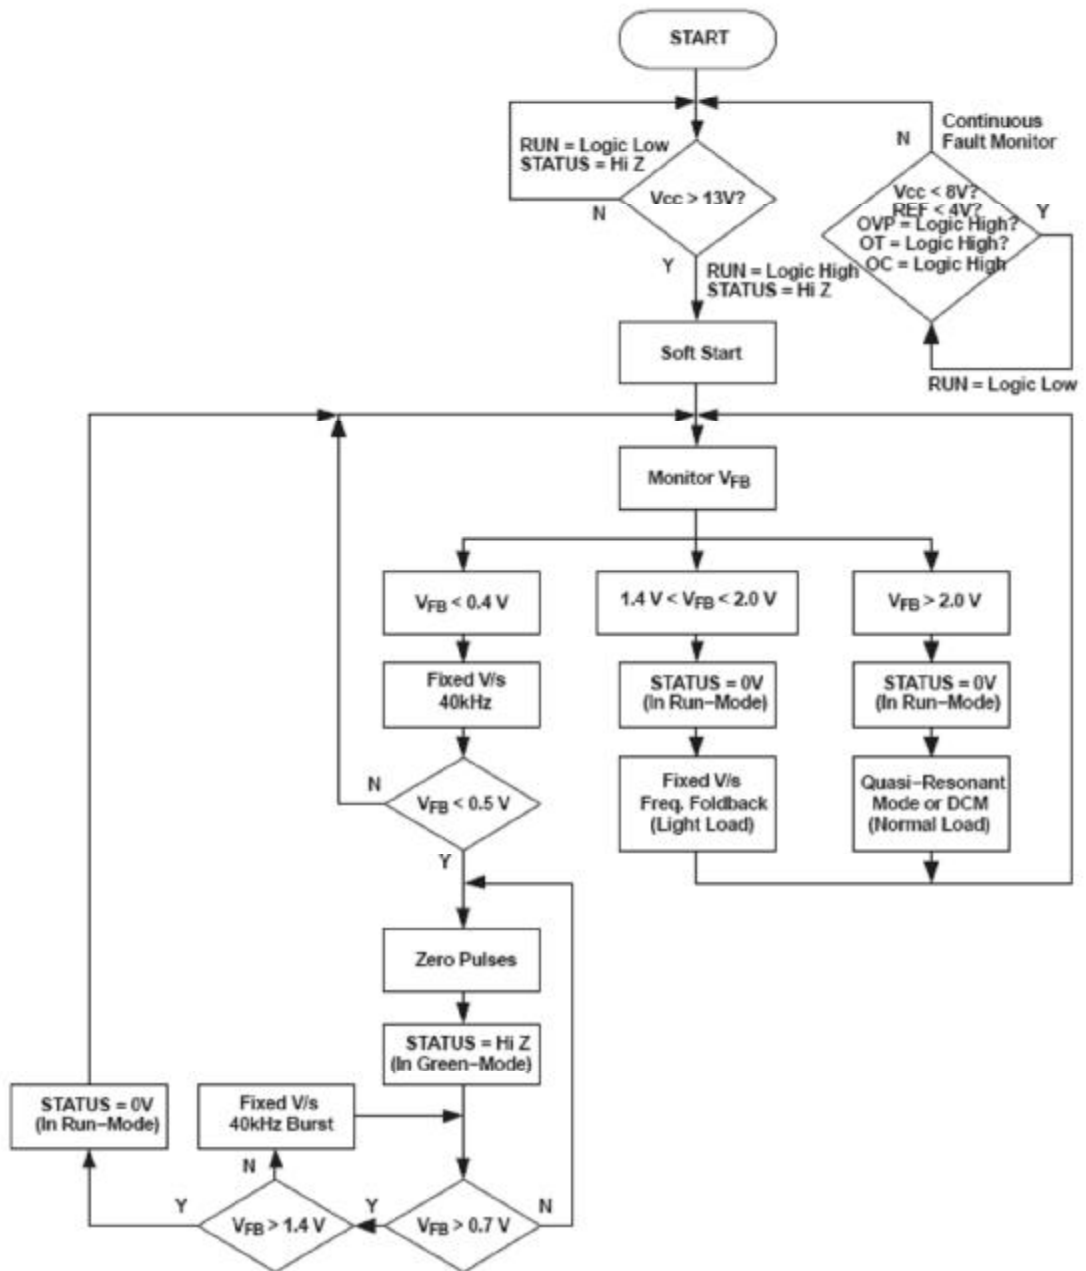 START
Continuous
Fault Monitor
N
RUN = Logic Low
STATUS = Hi Z
Vcc > 13V?
N
Vcc < 8V?
REF < 4V?
OVP = Logic High?
OT = Logic High?
OC = Logic High
Y
Y
RUN = Logic High
STATUS = Hi Z
Soft Start
RUN = Logic Low
Monitor VFB
VFB < 0.4 V
1.4 V < VFB < 2.0 V
VFB > 2.0 V
Fixed V/s
40kHz
STATUS = 0V
(In Run–Mode)
STATUS = 0V
(In Run–Mode)
N
VFB < 0.5 V
Fixed V/s
Freq. Foldback
(Light Load)
Quasi–Resonant
Mode or DCM
(Normal Load)
Y
Zero Pulses
STATUS = Hi Z
(In Green–Mode)
STATUS = 0V
(In Run–Mode)
Fixed V/s
40kHz Burst
N
Y
VFB > 1.4 V
Y
VFB > 0.7 V
N